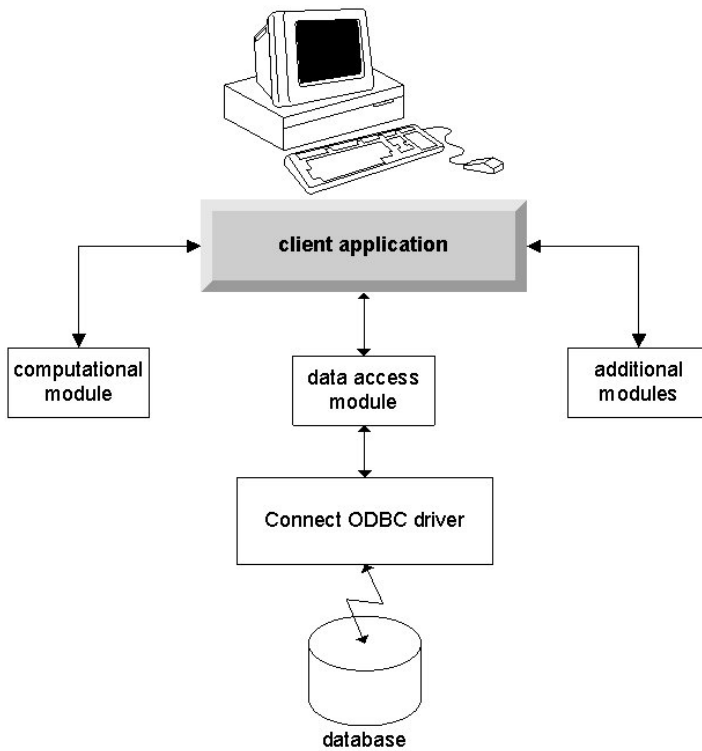 client application
computational
module
data access
module
additional
modules
Connect ODBC driver
database